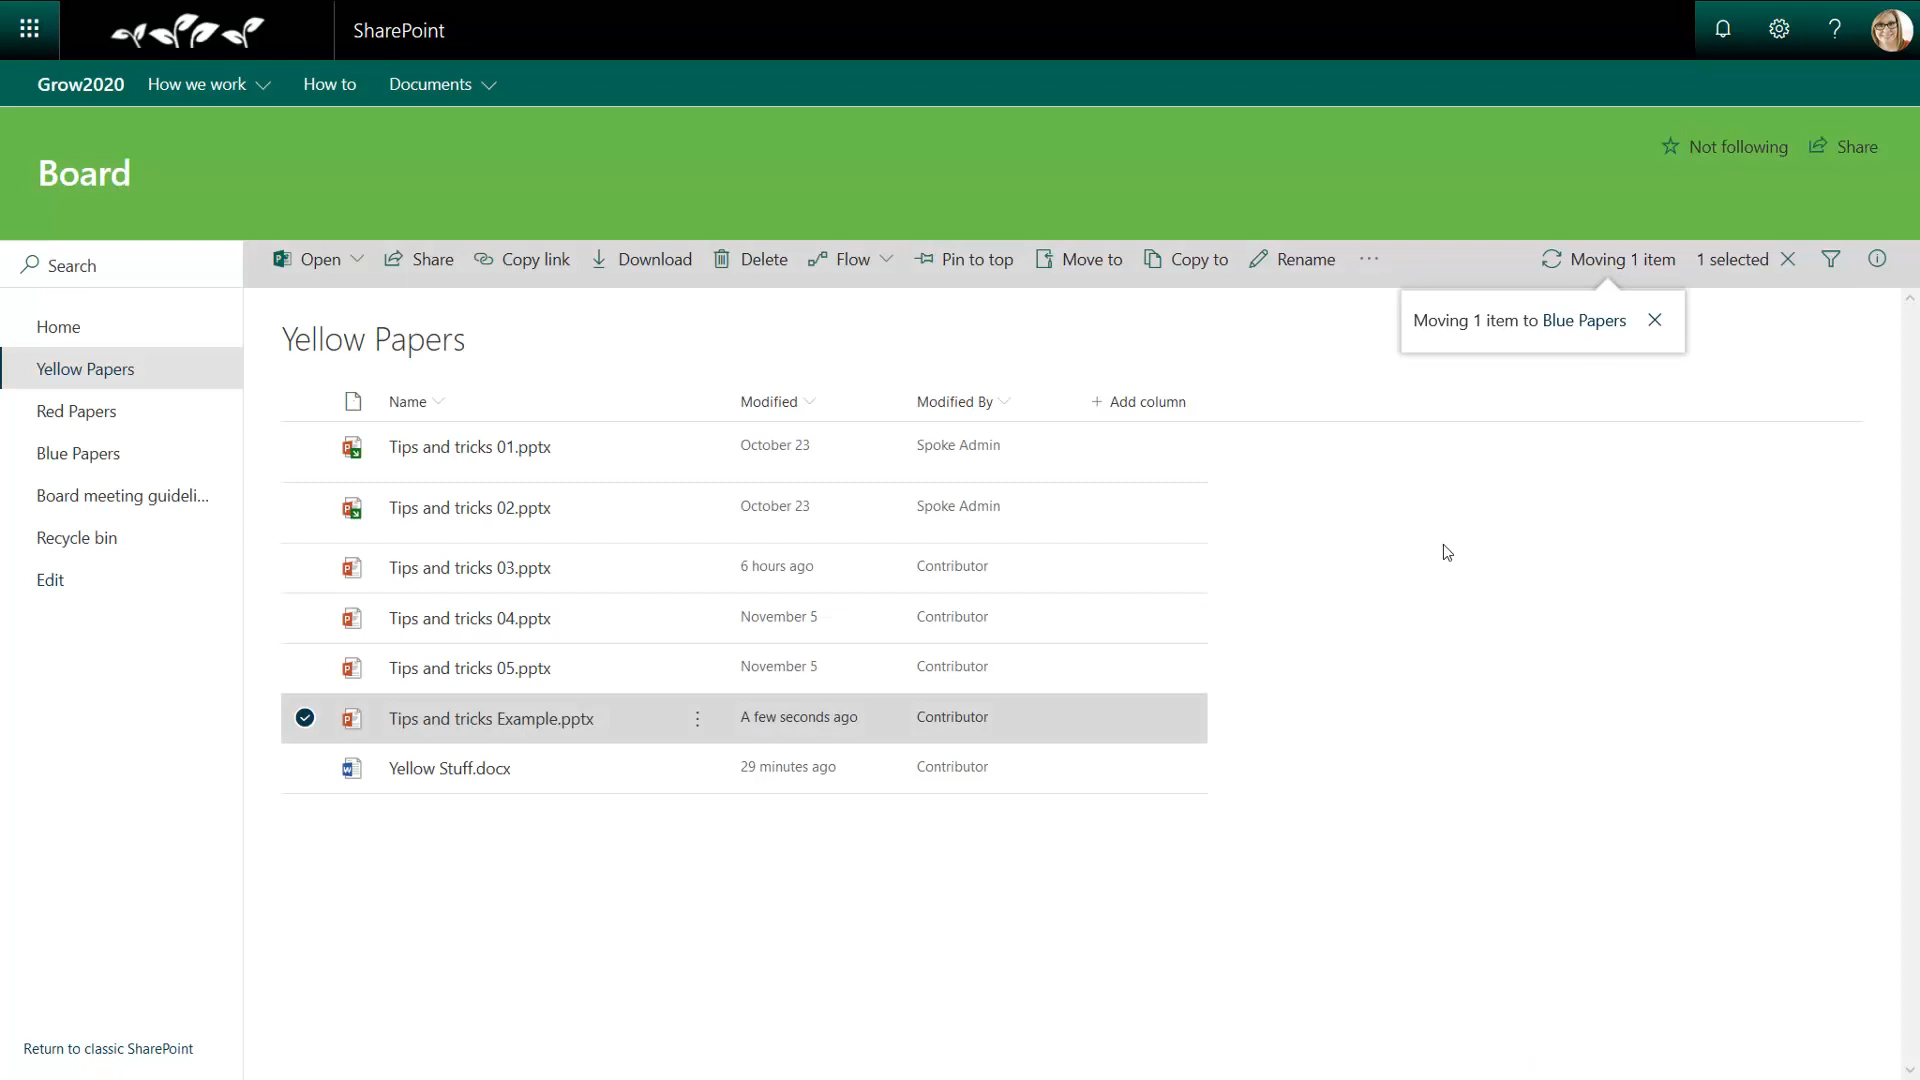 SharePoint
Grow2020 How we work How to Documents
Not following Share
Board
Search
Open Share Copy link Download Delete Flow Pin to top Move to Copy to Rename ... Moving 1 item 1 selected
Moving 1 item to Blue Papers
Home
Yellow Papers
Red Papers
Blue Papers
Board meeting guideli...
Recycle bin
Edit
Yellow Papers
Name Modified Modified By + Add column
Tips and tricks 01.pptx October 23 Spoke Admin
Tips and tricks 02.pptx October 23 Spoke Admin
Tips and tricks 03.pptx 6 hours ago Contributor
Tips and tricks 04.pptx November 5 Contributor
Tips and tricks 05.pptx November 5 Contributor
Tips and tricks Example.pptx A few seconds ago Contributor
Yellow Stuff.docx 29 minutes ago Contributor
Return to classic SharePoint